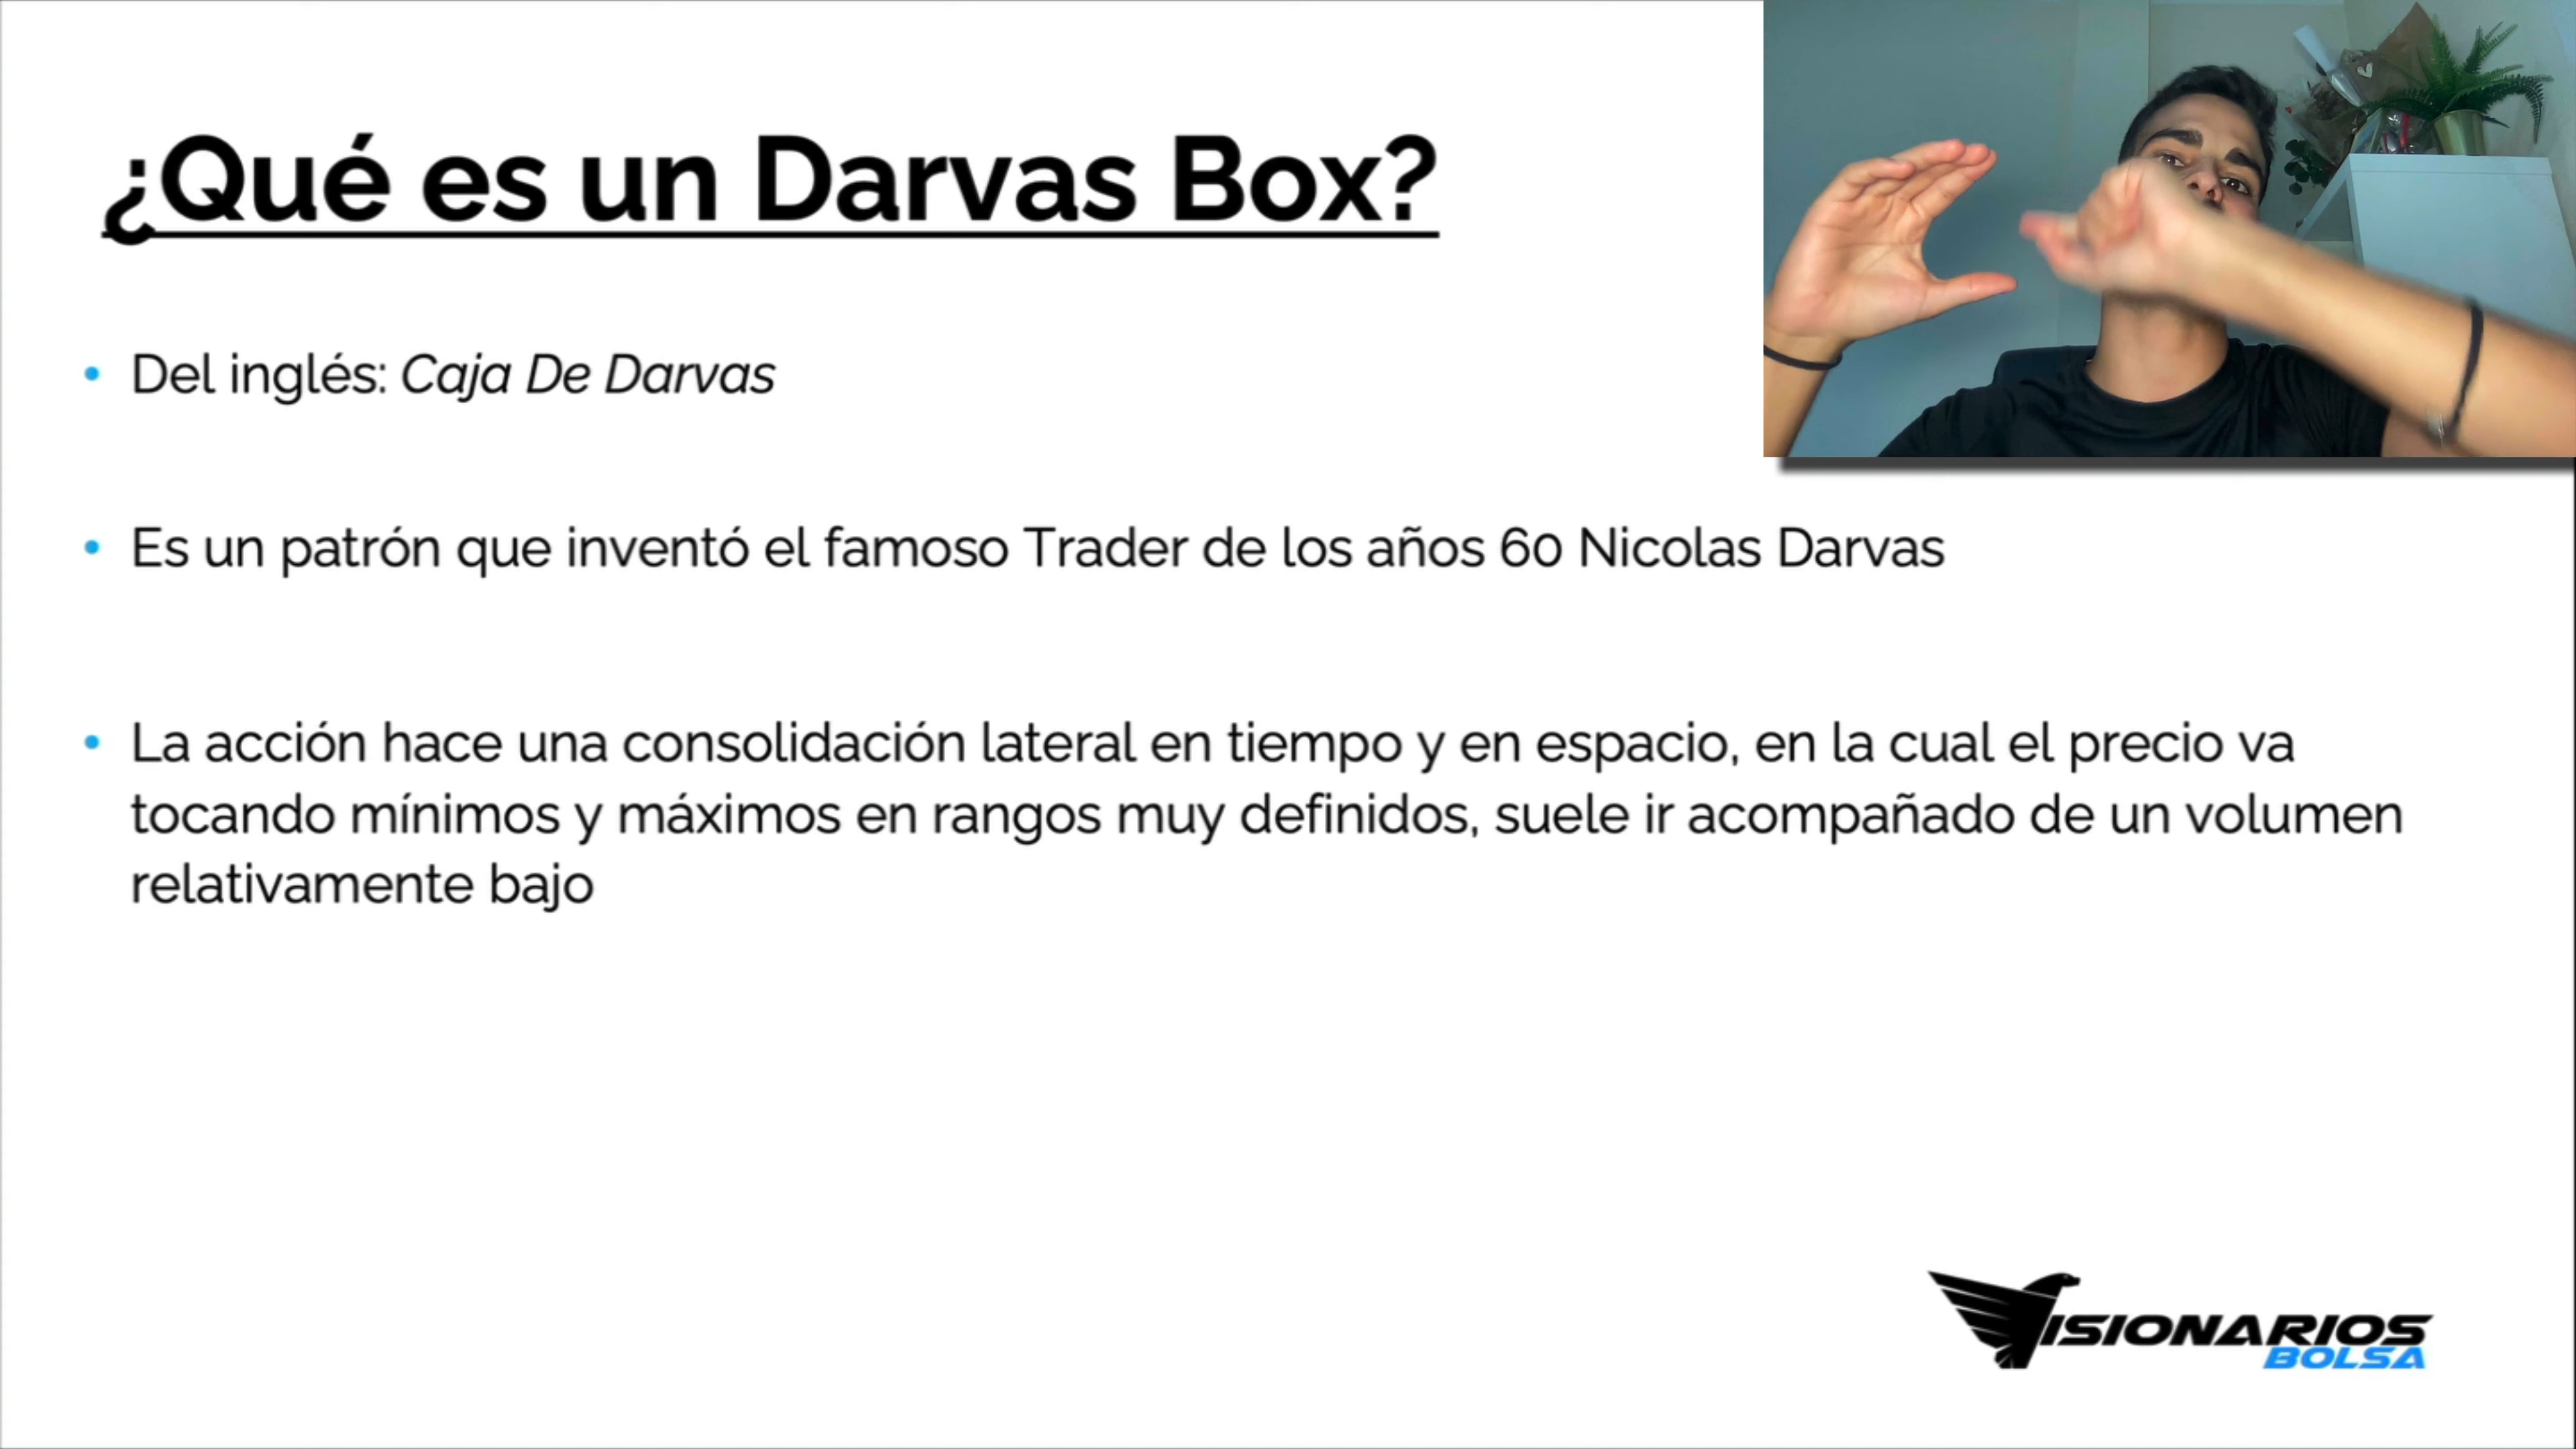 ¿Qué es un Darvas Box?
• Del inglés: Caja De Darvas
• Es un patrón que inventó el famoso Trader de los años 60 Nicolas Darvas
• La acción hace una consolidación lateral en tiempo y en espacio, en la cual el precio va
tocando mínimos y máximos en rangos muy definidos, suele ir acompañado de un volumen
relativamente bajo
VISIONARIOS
BOLSA